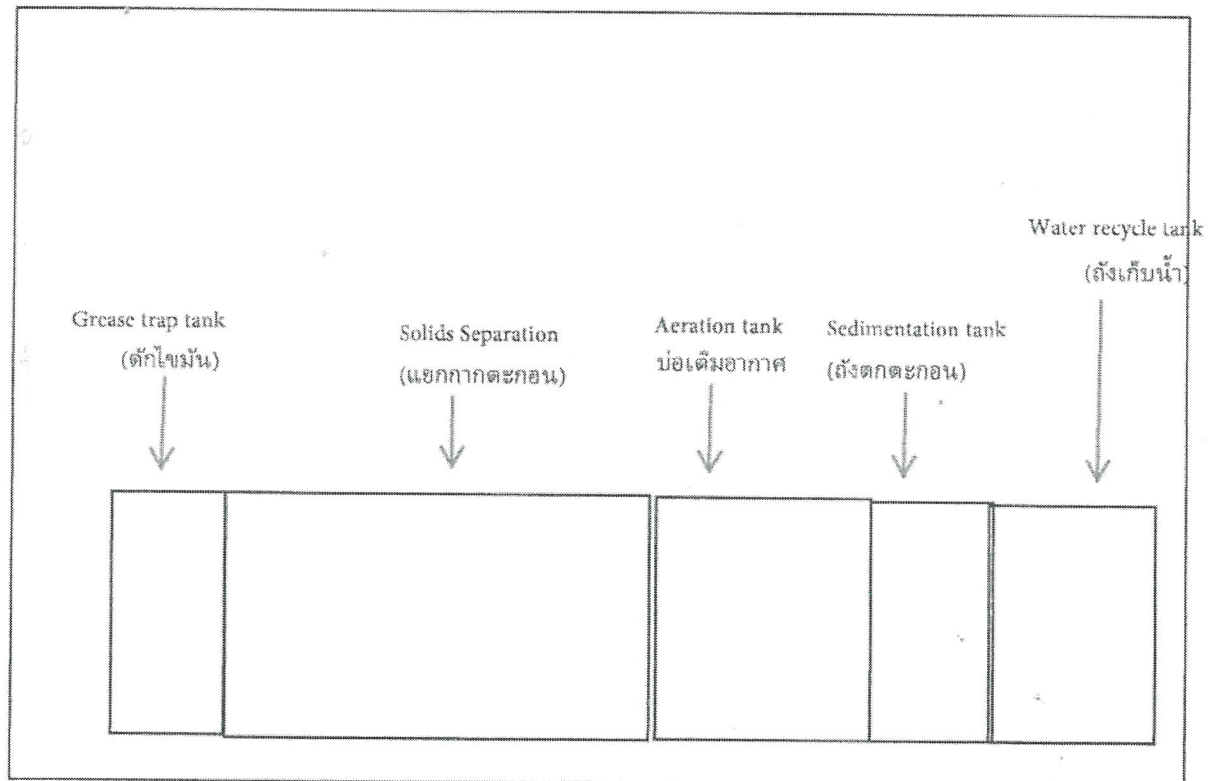 Water recycle tank
(ถังเก็บน้ำ)
Grease trap tank
(ดักไขมัน)
Solids Separation
(แยกกากตะกอน)
Aeration tank
บ่อเติมอากาศ
Sedimentation tank
(ถังตกตะกอน)